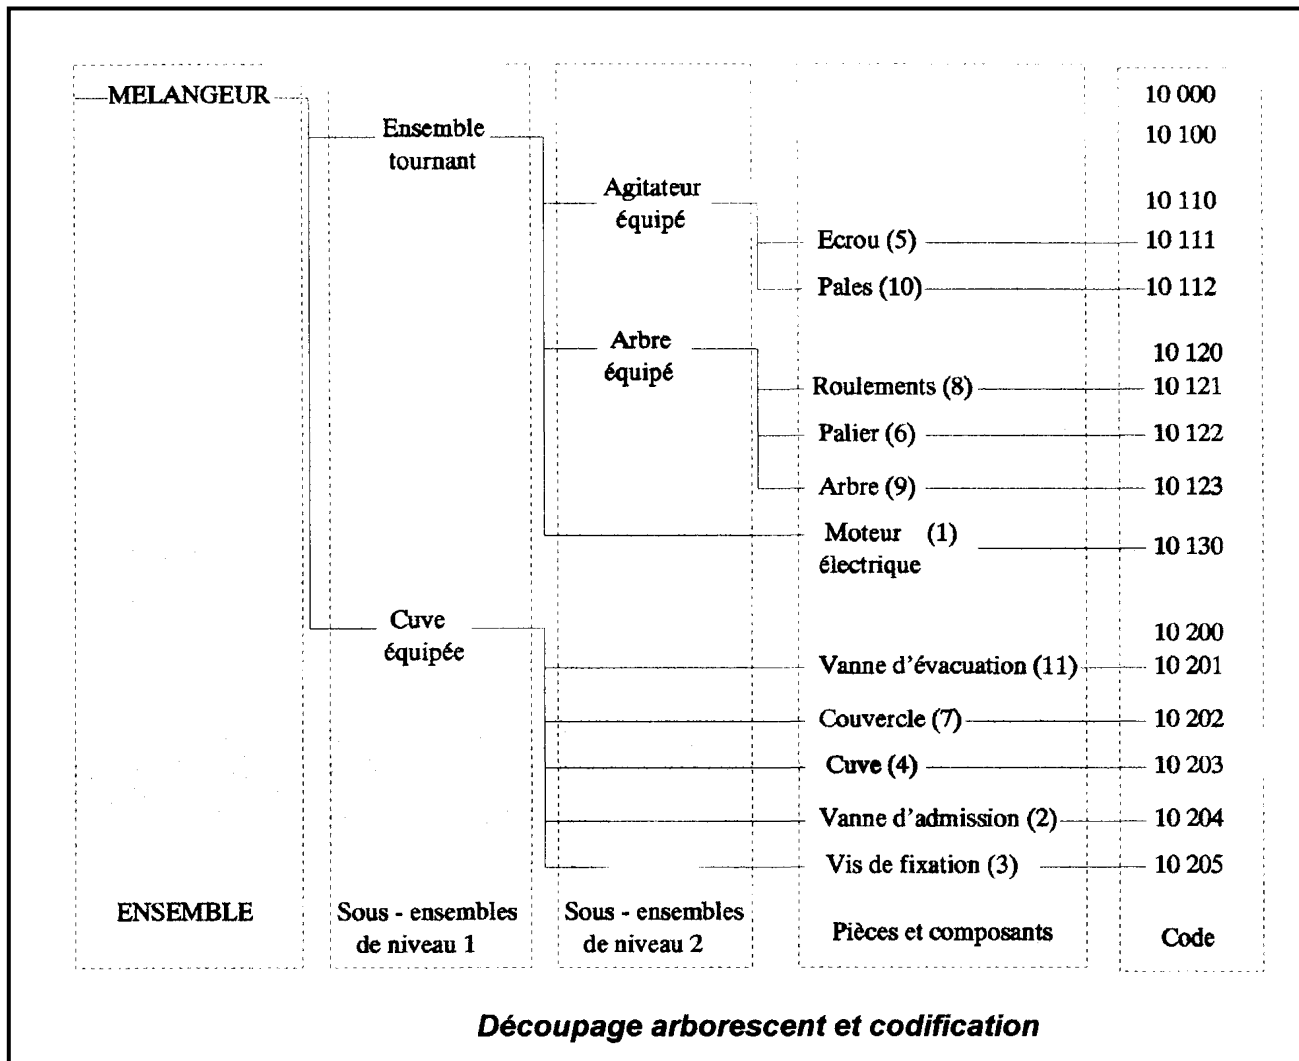 MELANGEUR 10 000
Ensemble tournant 10 100
Agitateur équipé 10 110
Ecrou (5) 10 111
Pales (10) 10 112
Arbre équipé 10 120
Roulements (8) 10 121
Palier (6) 10 122
Arbre (9) 10 123
Moteur (1) électrique 10 130
Cuve équipée 10 200
Vanne d'évacuation (11) 10 201
Couvercle (7) 10 202
Cuve (4) 10 203
Vanne d'admission (2) 10 204
Vis de fixation (3) 10 205
ENSEMBLE
Sous - ensembles de niveau 1
Sous - ensembles de niveau 2
Pièces et composants
Code
Découpage arborescent et codification